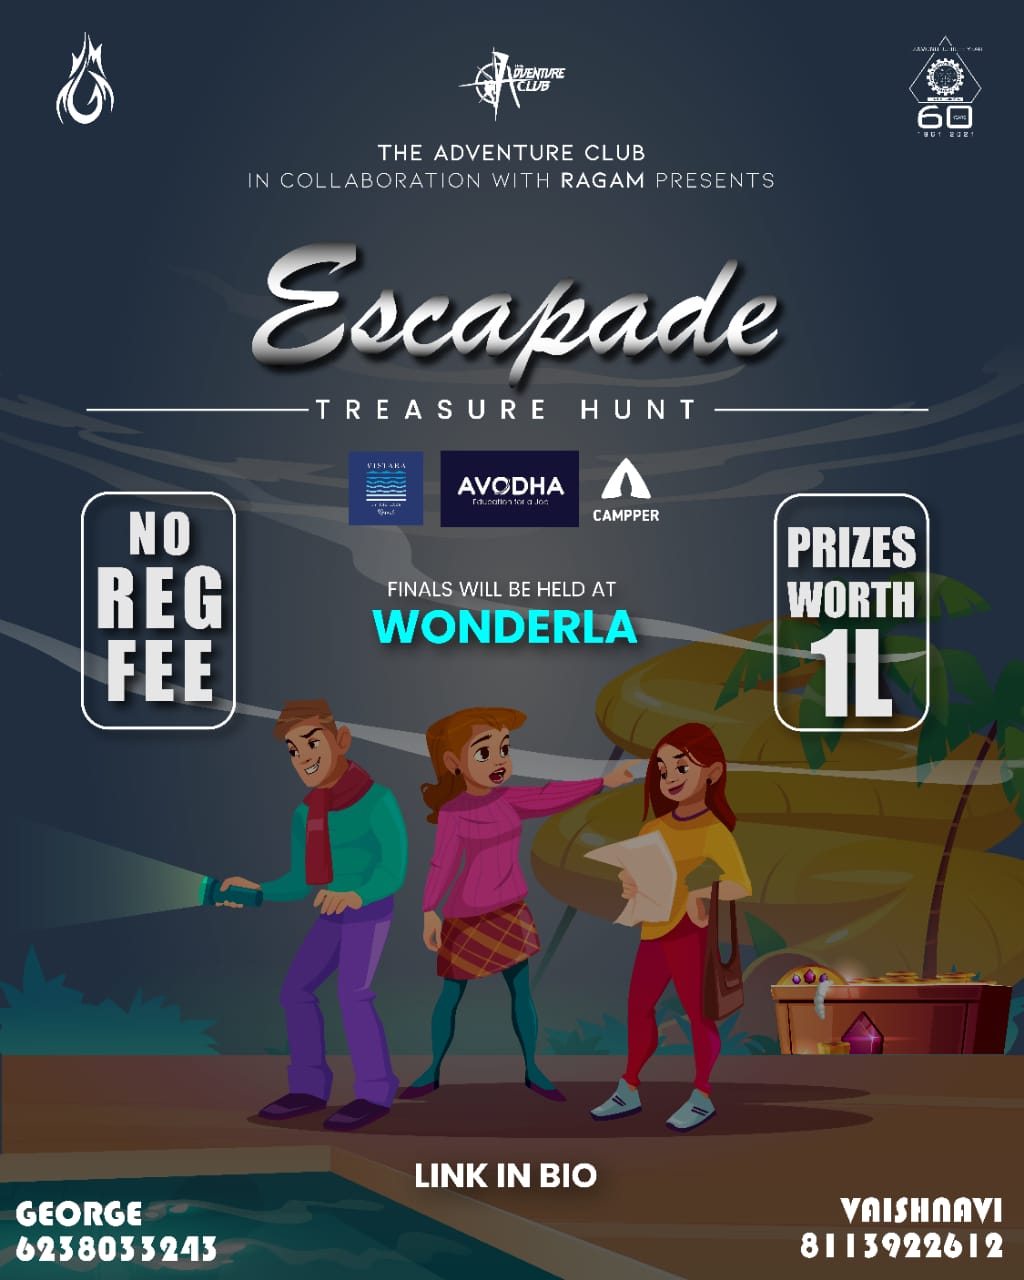 THE ADVENTURE CLUB
THE ADVENTURE CLUB
IN COLLABORATION WITH RAGAM PRESENTS
60 YEARS
1961 2021
Escapade
TREASURE HUNT
VISTARA
AVODHA
Education for a Job
CAMPPER
NO
REG
FEE
FINALS WILL BE HELD AT
WONDERLA
PRIZES
WORTH
1L
LINK IN BIO
GEORGE
6238033243
VAISHNAVI
8113922612